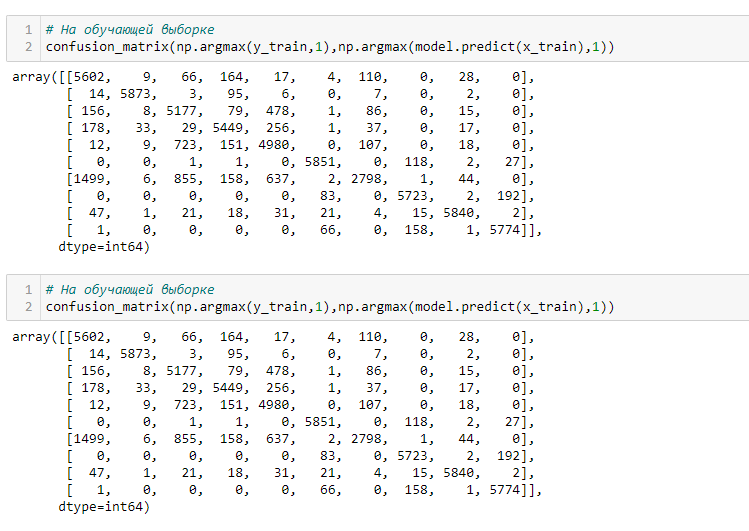 1 # На обучающей выборке
2 confusion_matrix(np.argmax(y_train,1),np.argmax(model.predict(x_train),1))
array([[5602, 9, 66, 164, 17, 4, 110, 0, 28, 0],
[ 14, 5873, 3, 95, 6, 0, 7, 0, 2, 0],
[ 156, 8, 5177, 79, 478, 1, 86, 0, 15, 0],
[ 178, 33, 29, 5449, 256, 1, 37, 0, 17, 0],
[ 12, 9, 723, 151, 4980, 0, 107, 0, 18, 0],
[ 0, 0, 1, 1, 0, 5851, 0, 118, 2, 27],
[1499, 6, 855, 158, 637, 2, 2798, 1, 44, 0],
[ 0, 0, 0, 0, 0, 83, 0, 5723, 2, 192],
[ 47, 1, 21, 18, 31, 21, 4, 15, 5840, 2],
[ 1, 0, 0, 0, 0, 66, 0, 158, 1, 5774]],
dtype=int64)
1 # На обучающей выборке
2 confusion_matrix(np.argmax(y_train,1),np.argmax(model.predict(x_train),1))
array([[5602, 9, 66, 164, 17, 4, 110, 0, 28, 0],
[ 14, 5873, 3, 95, 6, 0, 7, 0, 2, 0],
[ 156, 8, 5177, 79, 478, 1, 86, 0, 15, 0],
[ 178, 33, 29, 5449, 256, 1, 37, 0, 17, 0],
[ 12, 9, 723, 151, 4980, 0, 107, 0, 18, 0],
[ 0, 0, 1, 1, 0, 5851, 0, 118, 2, 27],
[1499, 6, 855, 158, 637, 2, 2798, 1, 44, 0],
[ 0, 0, 0, 0, 0, 83, 0, 5723, 2, 192],
[ 47, 1, 21, 18, 31, 21, 4, 15, 5840, 2],
[ 1, 0, 0, 0, 0, 66, 0, 158, 1, 5774]],
dtype=int64)